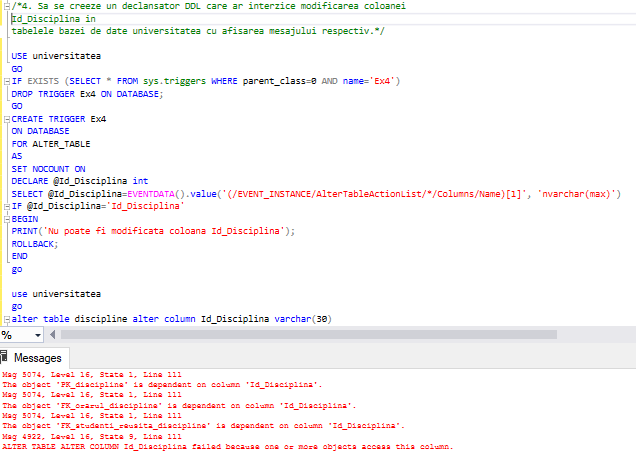 /*4. Sa se creeze un declansator DDL care ar interzice modificarea coloanei
Id_Disciplina in
tabelele bazei de date universitatea cu afisarea mesajului respectiv.*/
USE universitatea
GO
IF EXISTS (SELECT * FROM sys.triggers WHERE parent_class=0 AND name='Ex4')
DROP TRIGGER Ex4 ON DATABASE;
GO
CREATE TRIGGER Ex4
ON DATABASE
FOR ALTER_TABLE
AS
SET NOCOUNT ON
DECLARE @Id_Disciplina int
SELECT @Id_Disciplina=EVENTDATA().value('(/EVENT_INSTANCE/AlterTableActionList/*/Columns/Name)[1]', 'nvarchar(max)')
IF @Id_Disciplina='Id_Disciplina'
BEGIN
PRINT('Nu poate fi modificata coloana Id_Disciplina');
ROLLBACK;
END
go
use universitatea
go
alter table discipline alter column Id_Disciplina varchar(30)
%
Messages
Msg 5074, Level 16, State 1, Line 111
The object 'PK_discipline' is dependent on column 'Id_Disciplina'.
Msg 5074, Level 16, State 1, Line 111
The object 'FK_orarul_discipline' is dependent on column 'Id_Disciplina'.
Msg 5074, Level 16, State 1, Line 111
The object 'FK_studenti_reusita_discipline' is dependent on column 'Id_Disciplina'.
Msg 4922, Level 16, State 9, Line 111
ALTER TABLE ALTER COLUMN Id_Disciplina failed because one or more objects access this column.